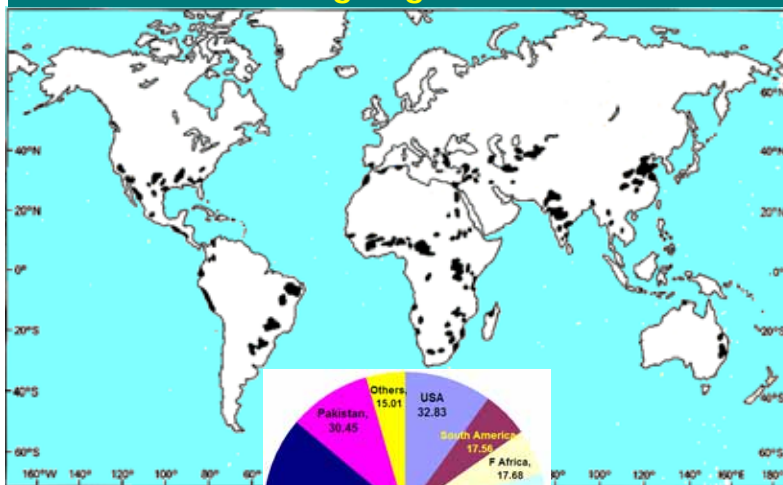 40°N
20°N
0°
20°S
40°S
60°S
60°N
40°N
20°N
0°
20°S
40°S
60°S
160°W
140°
120°
100°
80°
60°
80°
100°
120°
140°
160°E
180°
Others,
15.01
USA
32.83
Pakistan,
30.45
South America,
17.56
F Africa,
17.68